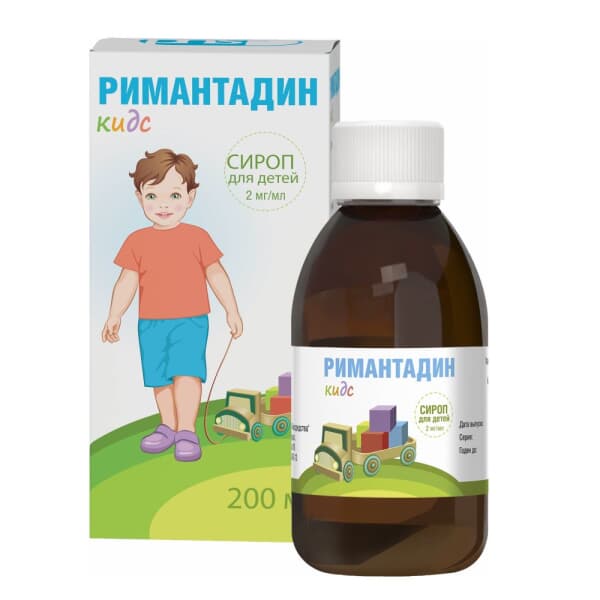 РИМАНТАДИН
кидс
СИРОП
для детей
2 мг/мл
200 м
РИМАНТАДИН
кидс
СИРОП
для детей
2 мг/мл
Дата выпуска
Серия:
Годен до: